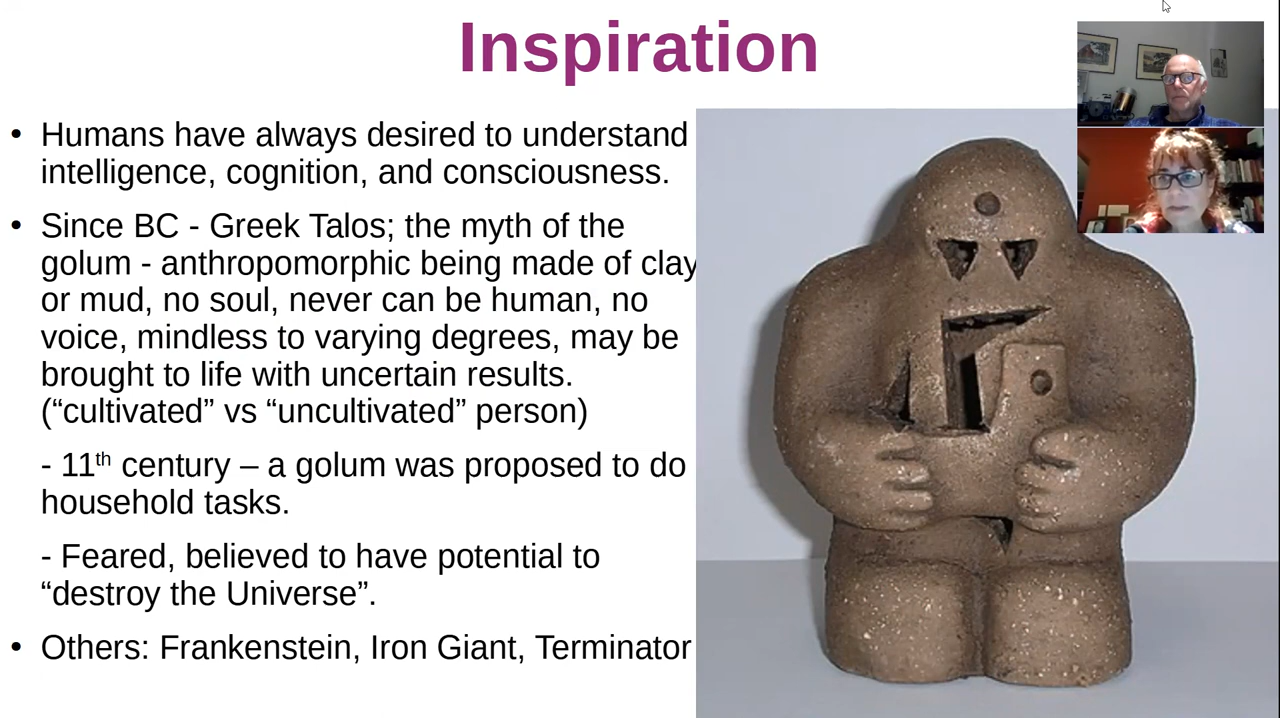 Inspiration
• Humans have always desired to understand
intelligence, cognition, and consciousness.
• Since BC - Greek Talos; the myth of the
golum - anthropomorphic being made of clay
or mud, no soul, never can be human, no
voice, mindless to varying degrees, may be
brought to life with uncertain results.
(“cultivated” vs “uncultivated” person)
- 11th century – a golum was proposed to do
household tasks.
- Feared, believed to have potential to
“destroy the Universe”.
• Others: Frankenstein, Iron Giant, Terminator